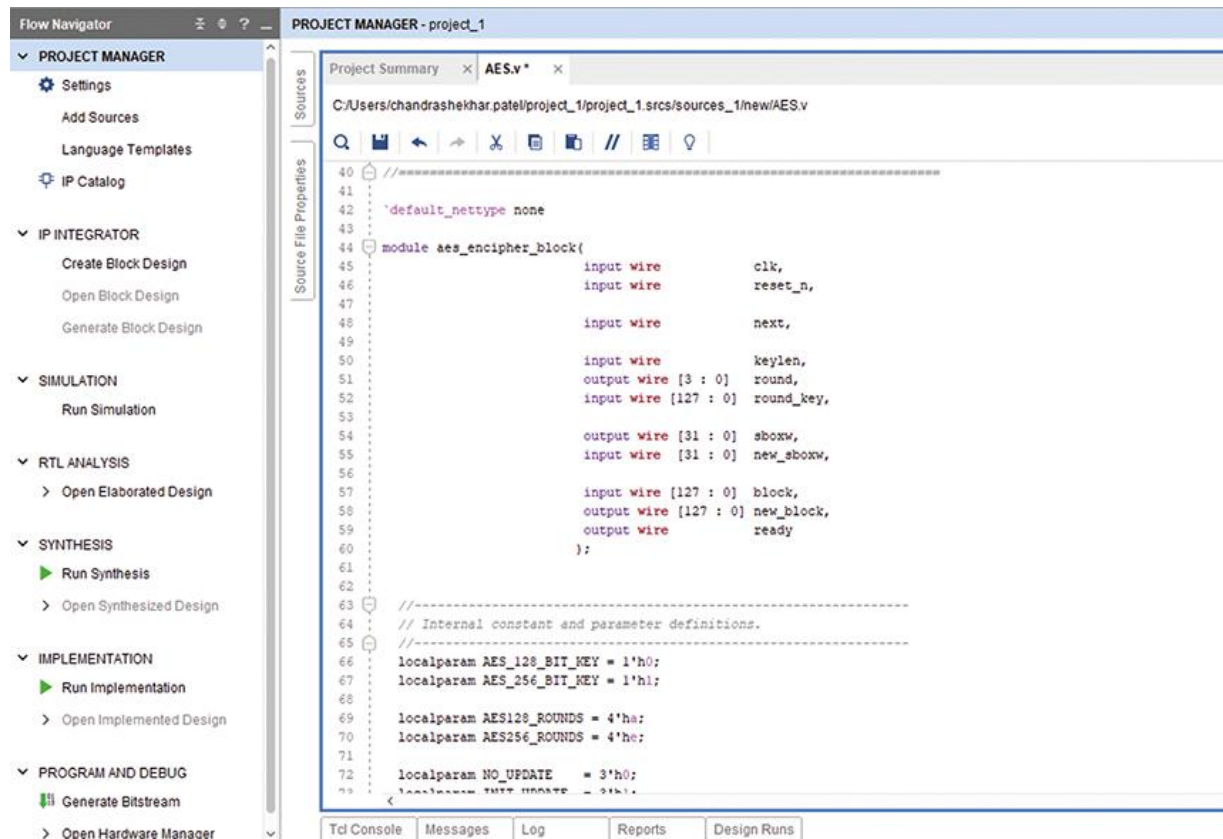 Flow Navigator ? _
PROJECT MANAGER - project_1
PROJECT MANAGER
Settings
Add Sources
Language Templates
IP Catalog
IP INTEGRATOR
Create Block Design
Open Block Design
Generate Block Design
SIMULATION
Run Simulation
RTL ANALYSIS
Open Elaborated Design
SYNTHESIS
Run Synthesis
Open Synthesized Design
IMPLEMENTATION
Run Implementation
Open Implemented Design
PROGRAM AND DEBUG
Generate Bitstream
Open Hardware Manager
Sources
Source File Properties
Project Summary × AES.v * ×
C:/Users/chandrashekhar.patel/project_1/project_1.srcs/sources_1/new/AES.v
40 //======================================================================
41
42 `default_nettype none
43
44 module aes_encipher_block(
45 input wire clk,
46 input wire reset_n,
47
48 input wire next,
49
50 input wire keylen,
51 output wire [3 : 0] round,
52 input wire [127 : 0] round_key,
53
54 output wire [31 : 0] sboxw,
55 input wire [31 : 0] new_sboxw,
56
57 input wire [127 : 0] block,
58 output wire [127 : 0] new_block,
59 output wire ready
60 );
61
62
63 //----------------------------------------------------------------
64 // Internal constant and parameter definitions.
65 //----------------------------------------------------------------
66 localparam AES_128_BIT_KEY = 1'h0;
67 localparam AES_256_BIT_KEY = 1'h1;
68
69 localparam AES128_ROUNDS = 4'ha;
70 localparam AES256_ROUNDS = 4'he;
71
72 localparam NO_UPDATE = 3'h0;
73 localparam INIT_UPDATE = 3'h1;
Tcl Console Messages Log Reports Design Runs